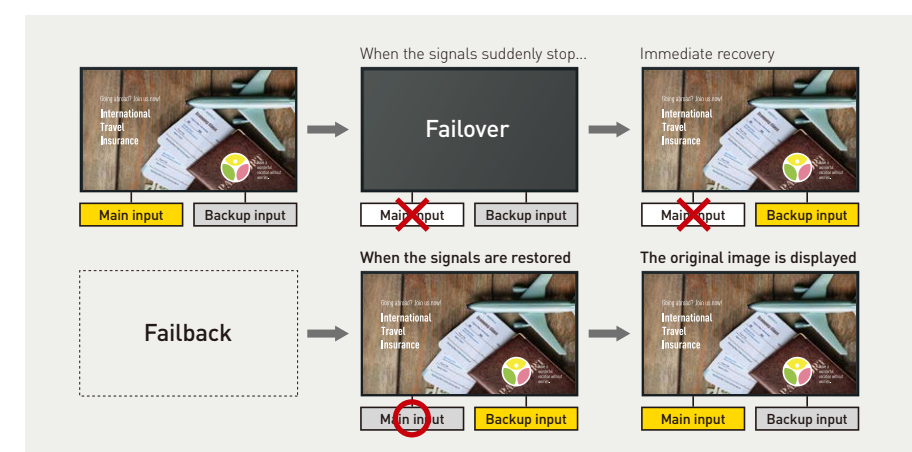 When the signals suddenly stop...
Immediate recovery
Going abroad? Join us now!
International
Travel
Insurance
Failover
Going abroad? Join us now!
International
Travel
Insurance
Main input
Backup input
Main input
Backup input
Main input
Backup input
When the signals are restored
The original image is displayed
Failback
Going abroad? Join us now!
International
Travel
Insurance
Going abroad? Join us now!
International
Travel
Insurance
Main input
Backup input
Main input
Backup input